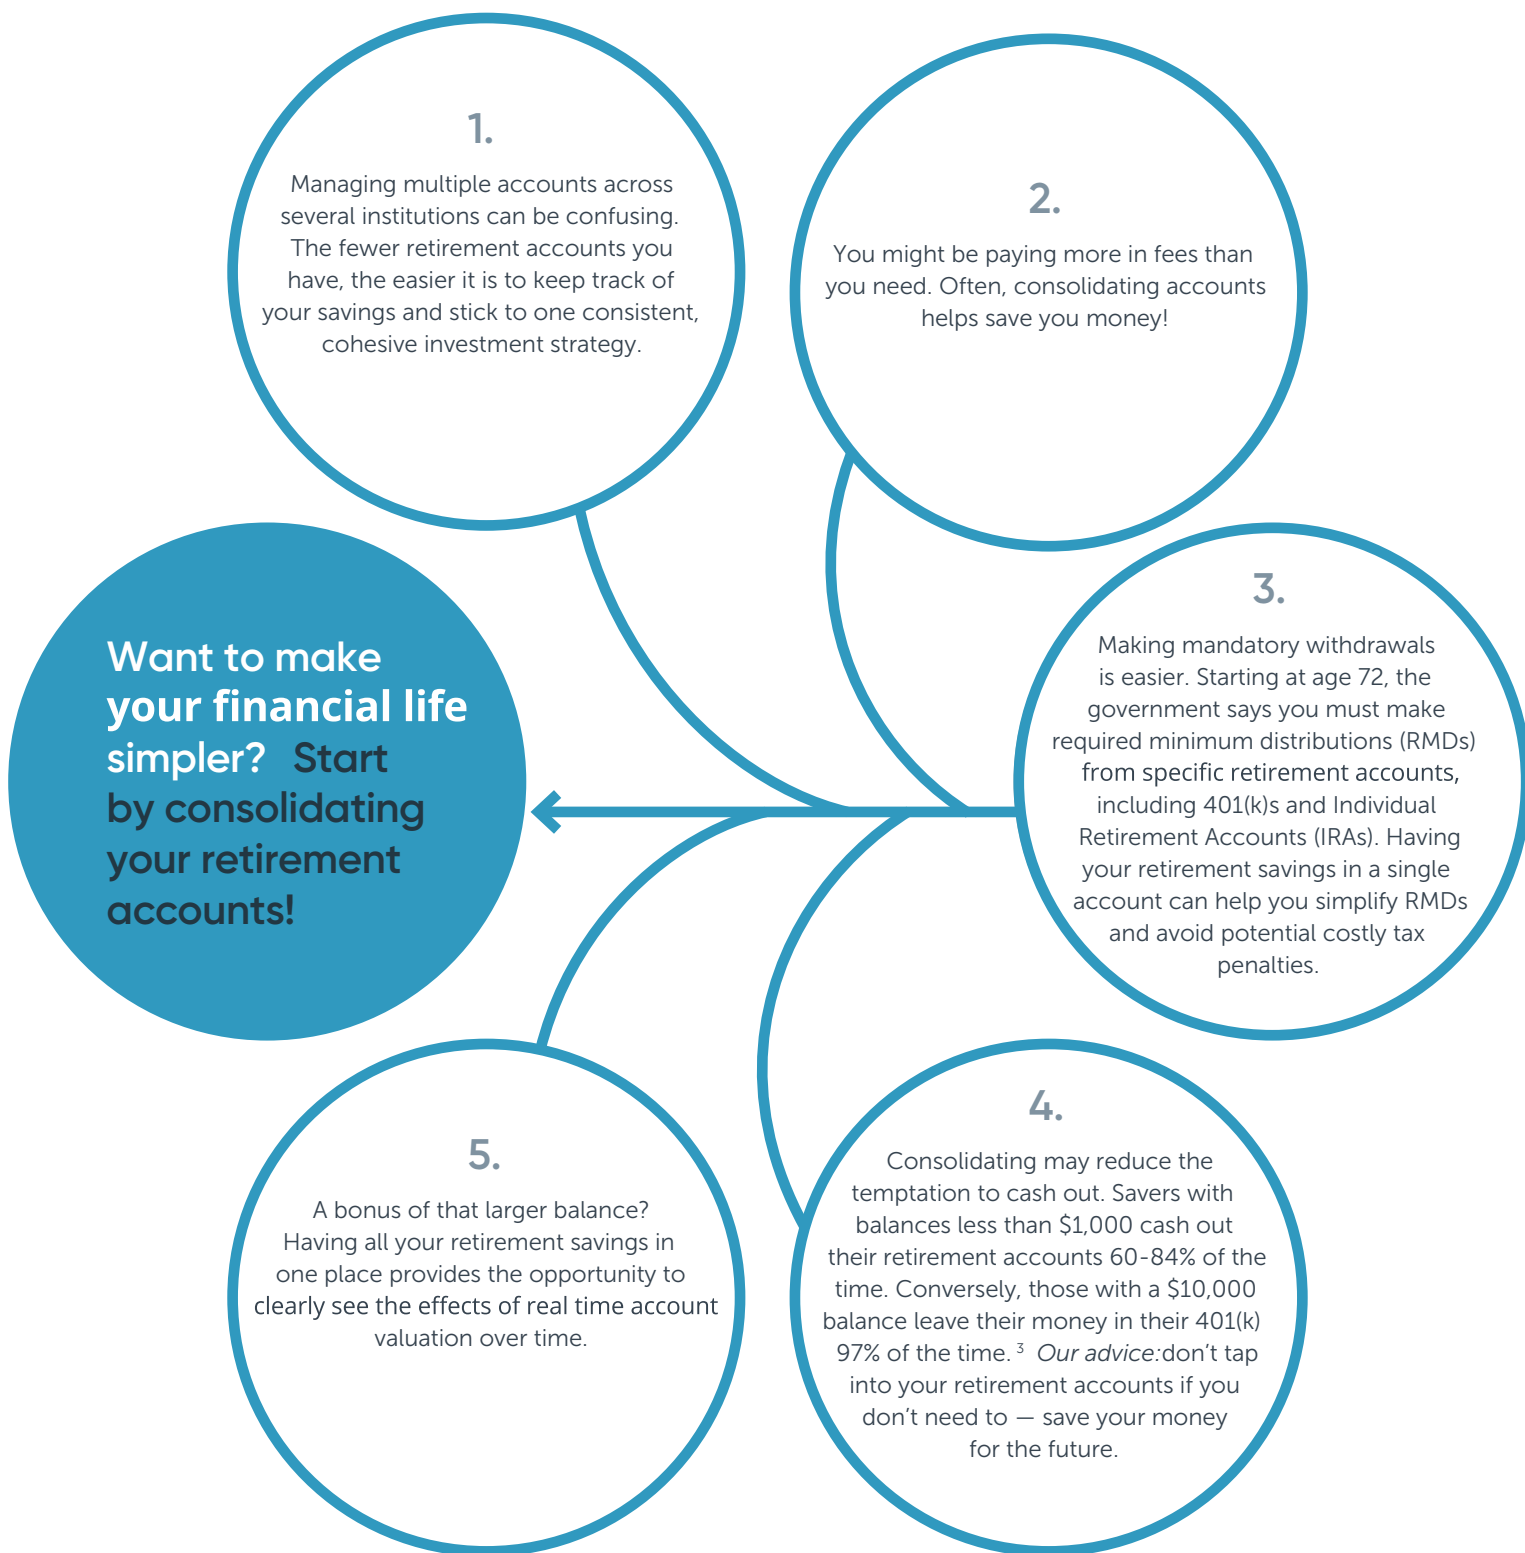 1.
Managing multiple accounts across
several institutions can be confusing.
The fewer retirement accounts you
have, the easier it is to keep track of
your savings and stick to one consistent,
cohesive investment strategy.
2.
You might be paying more in fees than
you need. Often, consolidating accounts
helps save you money!
Want to make
your financial life
simpler? Start
by consolidating
your retirement
accounts!
3.
Making mandatory withdrawals
is easier. Starting at age 72, the
government says you must make
required minimum distributions (RMDs)
from specific retirement accounts,
including 401(k)s and Individual
Retirement Accounts (IRAs). Having
your retirement savings in a single
account can help you simplify RMDs
and avoid potential costly tax
penalties.
4.
Consolidating may reduce the
temptation to cash out. Savers with
balances less than $1,000 cash out
their retirement accounts 60-84% of the
time. Conversely, those with a $10,000
balance leave their money in their 401(k)
97% of the time. ³ Our advice:don't tap
into your retirement accounts if you
don't need to — save your money
for the future.
5.
A bonus of that larger balance?
Having all your retirement savings in
one place provides the opportunity to
clearly see the effects of real time account
valuation over time.